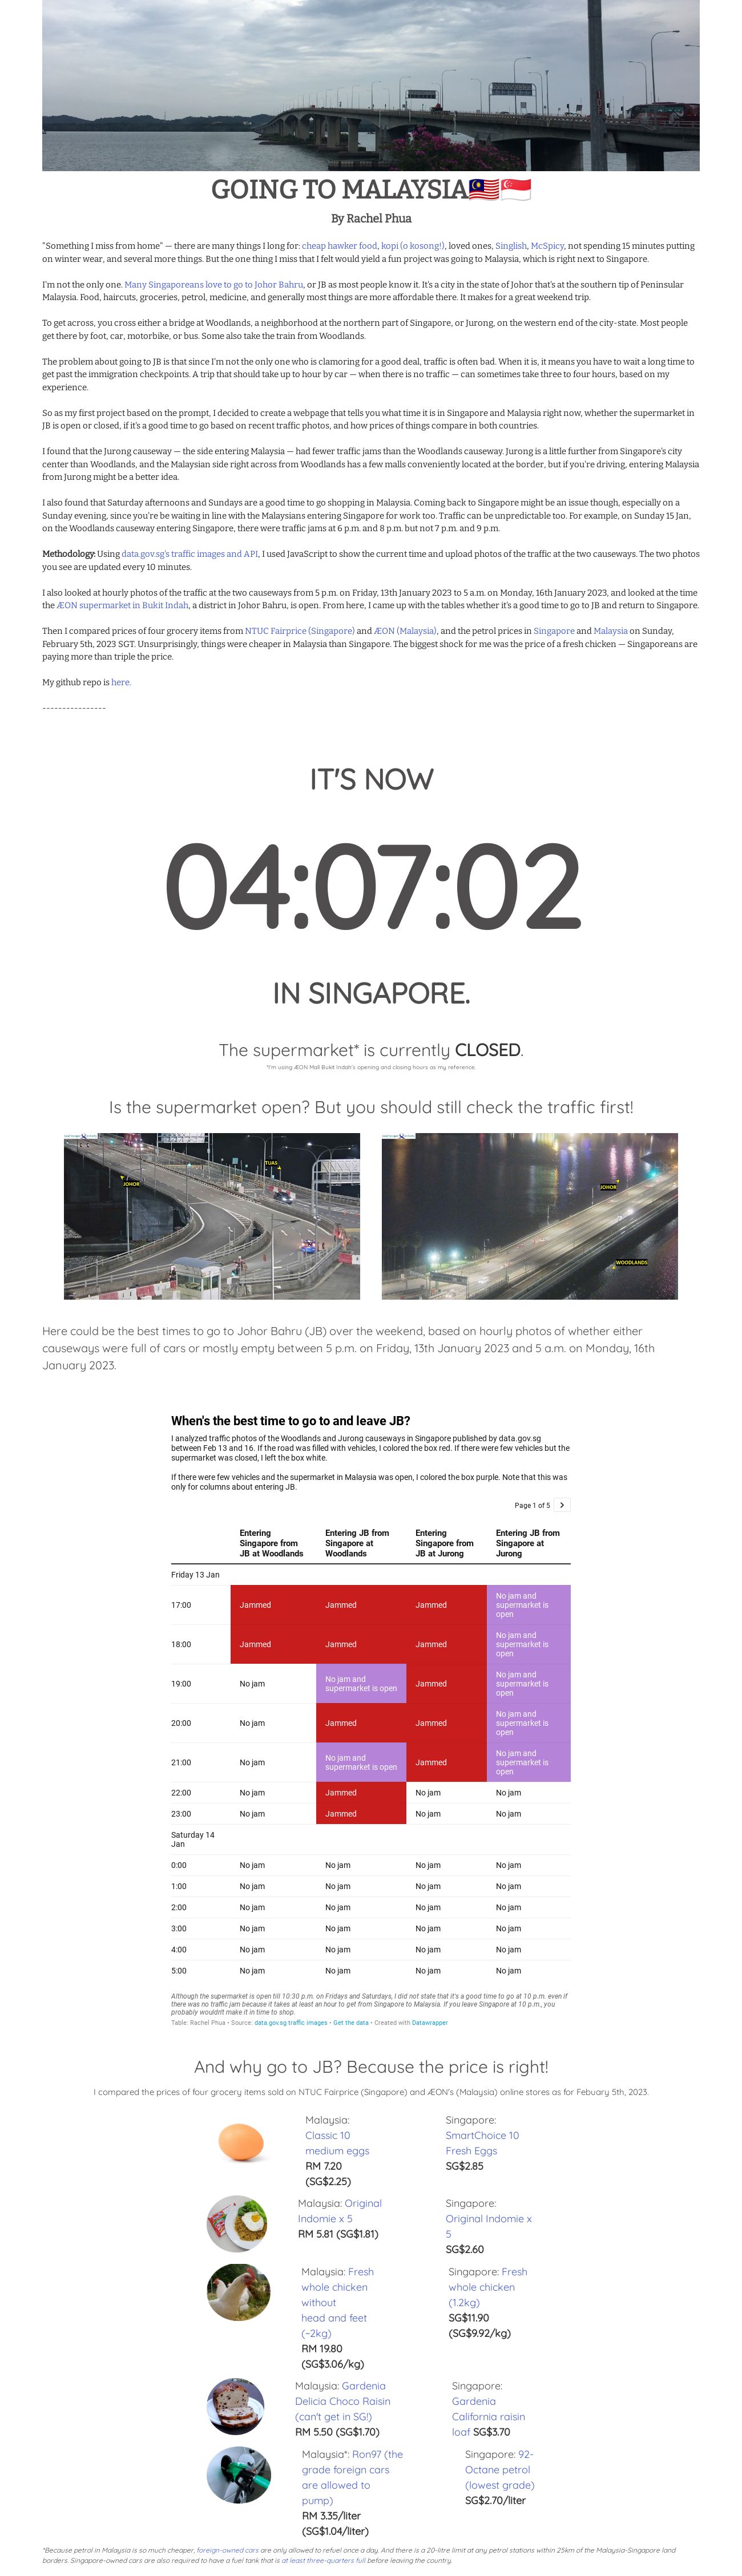 GOING TO MALAYSIA🇲🇾🇸🇬
By Rachel Phua
"Something I miss from home" — there are many things I long for: cheap hawker food, kopi (o kosong!), loved ones, Singlish, McSpicy, not spending 15 minutes putting
on winter wear, and several more things. But the one thing I miss that I felt would yield a fun project was going to Malaysia, which is right next to Singapore.
I'm not the only one. Many Singaporeans love to go to Johor Bahru, or JB as most people know it. It's a city in the state of Johor that's at the southern tip of Peninsular
Malaysia. Food, haircuts, groceries, petrol, medicine, and generally most things are more affordable there. It makes for a great weekend trip.
To get across, you cross either a bridge at Woodlands, a neighborhood at the northern part of Singapore, or Jurong, on the western end of the city-state. Most people
get there by foot, car, motorbike, or bus. Some also take the train from Woodlands.
The problem about going to JB is that since I'm not the only one who is clamoring for a good deal, traffic is often bad. When it is, it means you have to wait a long time to
get past the immigration checkpoints. A trip that should take up to hour by car — when there is no traffic — can sometimes take three to four hours, based on my
experience.
So as my first project based on the prompt, I decided to create a webpage that tells you what time it is in Singapore and Malaysia right now, whether the supermarket in
JB is open or closed, if it's a good time to go based on recent traffic photos, and how prices of things compare in both countries.
I found that the Jurong causeway — the side entering Malaysia — had fewer traffic jams than the Woodlands causeway. Jurong is a little further from Singapore's city
center than Woodlands, and the Malaysian side right across from Woodlands has a few malls conveniently located at the border, but if you're driving, entering Malaysia
from Jurong might be a better idea.
I also found that Saturday afternoons and Sundays are a good time to go shopping in Malaysia. Coming back to Singapore might be an issue though, especially on a
Sunday evening, since you're be waiting in line with the Malaysians entering Singapore for work too. Traffic can be unpredictable too. For example, on Sunday 15 Jan,
on the Woodlands causeway entering Singapore, there were traffic jams at 6 p.m. and 8 p.m. but not 7 p.m. and 9 p.m.
Methodology: Using data.gov.sg's traffic images and API, I used JavaScript to show the current time and upload photos of the traffic at the two causeways. The two photos
you see are updated every 10 minutes.
I also looked at hourly photos of the traffic at the two causeways from 5 p.m. on Friday, 13th January 2023 to 5 a.m. on Monday, 16th January 2023, and looked at the time
the ÆON supermarket in Bukit Indah, a district in Johor Bahru, is open. From here, I came up with the tables whether it's a good time to go to JB and return to Singapore.
Then I compared prices of four grocery items from NTUC Fairprice (Singapore) and ÆON (Malaysia), and the petrol prices in Singapore and Malaysia on Sunday,
February 5th, 2023 SGT. Unsurprisingly, things were cheaper in Malaysia than Singapore. The biggest shock for me was the price of a fresh chicken — Singaporeans are
paying more than triple the price.
My github repo is here.
----------------
IT'S NOW
04:07:02
IN SINGAPORE.
The supermarket* is currently CLOSED.
*I'm using ÆON Mall Bukit Indah's opening and closing hours as my reference.
Is the supermarket open? But you should still check the traffic first!
JOHOR
TUAS
JOHOR
WOODLANDS
Here could be the best times to go to Johor Bahru (JB) over the weekend, based on hourly photos of whether either
causeways were full of cars or mostly empty between 5 p.m. on Friday, 13th January 2023 and 5 a.m. on Monday, 16th
January 2023.
When's the best time to go to and leave JB?
I analyzed traffic photos of the Woodlands and Jurong causeways in Singapore published by data.gov.sg
between Feb 13 and 16. If the road was filled with vehicles, I colored the box red. If there were few vehicles but the
supermarket was closed, I left the box white.
If there were few vehicles and the supermarket in Malaysia was open, I colored the box purple. Note that this was
only for columns about entering JB.
Page 1 of 5
Entering Singapore from JB at Woodlands
Entering JB from Singapore at Woodlands
Entering Singapore from JB at Jurong
Entering JB from Singapore at Jurong
Friday 13 Jan
17:00 Jammed Jammed Jammed No jam and supermarket is open
18:00 Jammed Jammed Jammed No jam and supermarket is open
19:00 No jam No jam and supermarket is open Jammed No jam and supermarket is open
20:00 No jam Jammed Jammed No jam and supermarket is open
21:00 No jam No jam and supermarket is open Jammed No jam and supermarket is open
22:00 No jam Jammed No jam No jam
23:00 No jam Jammed No jam No jam
Saturday 14
Jan
0:00 No jam No jam No jam No jam
1:00 No jam No jam No jam No jam
2:00 No jam No jam No jam No jam
3:00 No jam No jam No jam No jam
4:00 No jam No jam No jam No jam
5:00 No jam No jam No jam No jam
Although the supermarket is open till 10:30 p.m. on Fridays and Saturdays, I did not state that it's a good time to go at 10 p.m. even if
there was no traffic jam because it takes at least an hour to get from Singapore to Malaysia. If you leave Singapore at 10 p.m., you
probably wouldn't make it in time to shop.
Table: Rachel Phua • Source: data.gov.sg traffic images • Get the data • Created with Datawrapper
And why go to JB? Because the price is right!
I compared the prices of four grocery items sold on NTUC Fairprice (Singapore) and ÆON's (Malaysia) online stores as for Febuary 5th, 2023.
Malaysia:
Classic 10
medium eggs
RM 7.20
(SG$2.25)
Singapore:
SmartChoice 10
Fresh Eggs
SG$2.85
Malaysia: Original
Indomie x 5
RM 5.81 (SG$1.81)
Singapore:
Original Indomie x
5
SG$2.60
Malaysia: Fresh
whole chicken
without
head and feet
(~2kg)
RM 19.80
(SG$3.06/kg)
Singapore: Fresh
whole chicken
(1.2kg)
SG$11.90
(SG$9.92/kg)
Malaysia: Gardenia
Delicia Choco Raisin
(can't get in SG!)
RM 5.50 (SG$1.70)
Singapore:
Gardenia
California raisin
loaf SG$3.70
Malaysia*: Ron97 (the
grade foreign cars
are allowed to
pump)
RM 3.35/liter
(SG$1.04/liter)
Singapore: 92-
Octane petrol
(lowest grade)
SG$2.70/liter
*Because petrol in Malaysia is so much cheaper, foreign-owned cars are only allowed to refuel once a day. And there is a 20-litre limit at any petrol stations within 25km of the Malaysia-Singapore land
borders. Singapore-owned cars are also required to have a fuel tank that is at least three-quarters full before leaving the country.